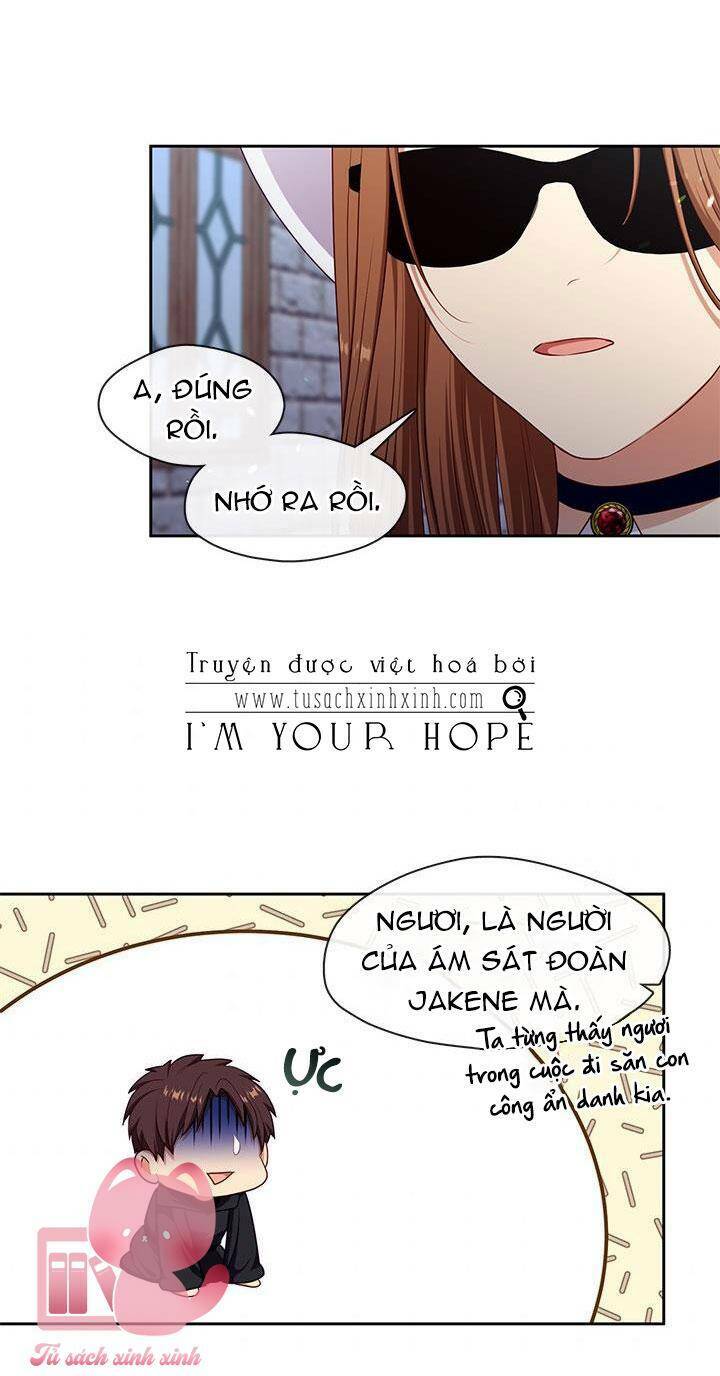 A, ĐÚNG
RỒI.
NHỚ RA RỒI.
Truyện được việt hoá bởi
www.tusachxinhxinh.com
I'M YOUR HOPE
NGƯƠI, LÀ NGƯỜI
CỦA ÁM SÁT ĐOÀN
JAKENE MÀ.
Ta từng thấy ngươi
trong cuộc đi săn con
công ẩn danh kia.
ỰC
Tủ sách xinh xinh